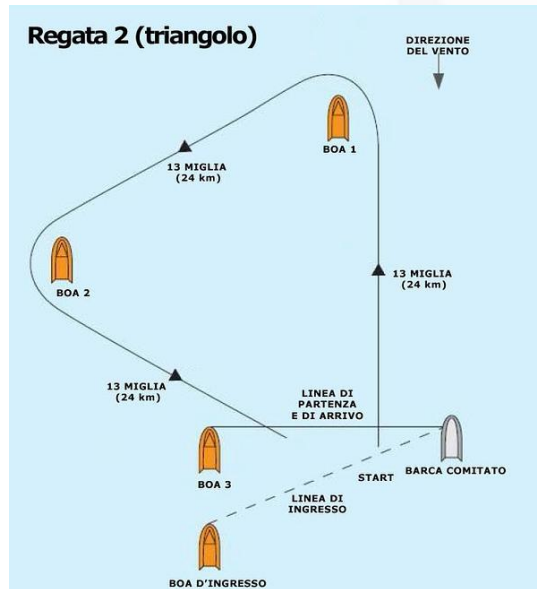 Regata 2 (triangolo)
DIREZIONE
DEL VENTO
BOA 1
13 MIGLIA
(24 km)
13 MIGLIA
(24 km)
BOA 2
13 MIGLIA
(24 km)
LINEA DI
PARTENZA
E DI ARRIVO
BOA 3
START
BARCA COMITATO
LINEA DI
INGRESSO
BOA D'INGRESSO